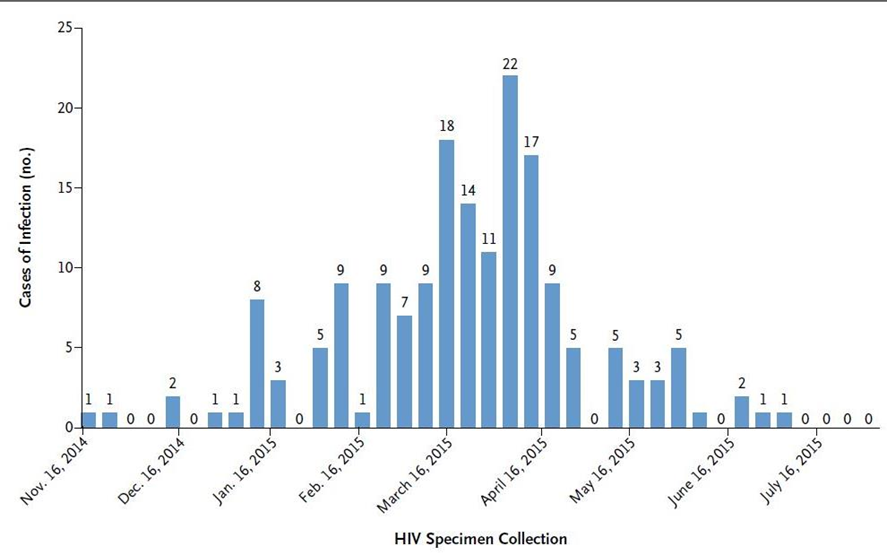 25
20
15
10
5
0
Cases of Infection (no.)
1 1 0 0 2 0 1 1 8 3 0 5 9 1 9 7 9 18 14 11 22 17 9 5 0 5 3 3 5 0 2 1 1 0 0 0 0
Nov. 16, 2014
Dec. 16, 2014
Jan. 16, 2015
Feb. 16, 2015
March 16, 2015
April 16, 2015
May 16, 2015
June 16, 2015
July 16, 2015
HIV Specimen Collection